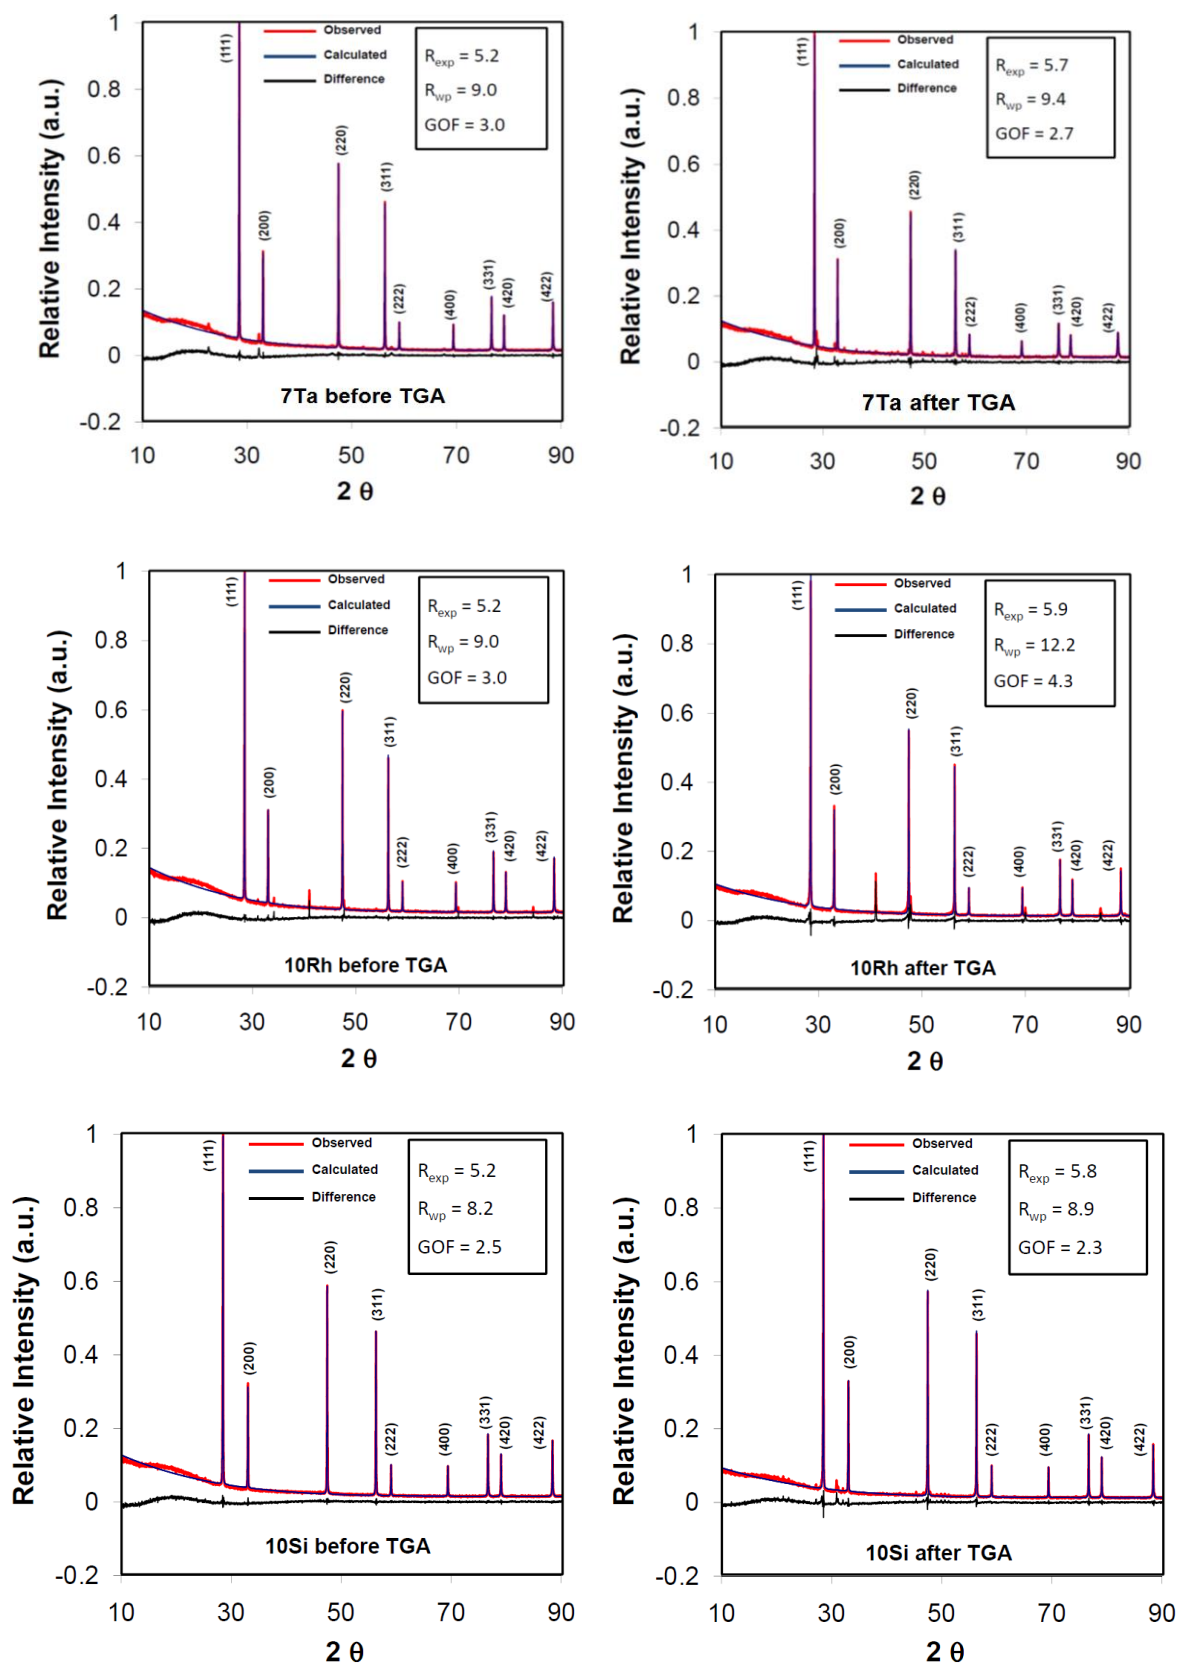 Relative Intensity (a.u.)
1
0.8
0.6
0.4
0.2
0
-0.2
(111)
(200)
(220)
(311)
(222)
(400)
(331)
(420)
(422)
Observed
Calculated
Difference
Rexp = 5.2
Rwp = 9.0
GOF = 3.0
7Ta before TGA
10 30 50 70 90
2 θ
Relative Intensity (a.u.)
1
0.8
0.6
0.4
0.2
0
-0.2
(111)
(200)
(220)
(311)
(222)
(400)
(331)
(420)
(422)
Observed
Calculated
Difference
Rexp = 5.7
Rwp = 9.4
GOF = 2.7
7Ta after TGA
10 30 50 70 90
2 θ
Relative Intensity (a.u.)
1
0.8
0.6
0.4
0.2
0
-0.2
(111)
(200)
(220)
(311)
(222)
(400)
(331)
(420)
(422)
Observed
Calculated
Difference
Rexp = 5.2
Rwp = 9.0
GOF = 3.0
10Rh before TGA
10 30 50 70 90
2 θ
Relative Intensity (a.u.)
1
0.8
0.6
0.4
0.2
0
-0.2
(111)
(200)
(220)
(311)
(222)
(400)
(331)
(420)
(422)
Observed
Calculated
Difference
Rexp = 5.9
Rwp = 12.2
GOF = 4.3
10Rh after TGA
10 30 50 70 90
2 θ
Relative Intensity (a.u.)
1
0.8
0.6
0.4
0.2
0
-0.2
(111)
(200)
(220)
(311)
(222)
(400)
(331)
(420)
(422)
Observed
Calculated
Difference
Rexp = 5.2
Rwp = 8.2
GOF = 2.5
10Si before TGA
10 30 50 70 90
2 θ
Relative Intensity (a.u.)
1
0.8
0.6
0.4
0.2
0
-0.2
(111)
(200)
(220)
(311)
(222)
(400)
(331)
(420)
(422)
Observed
Calculated
Difference
Rexp = 5.8
Rwp = 8.9
GOF = 2.3
10Si after TGA
10 30 50 70 90
2 θ